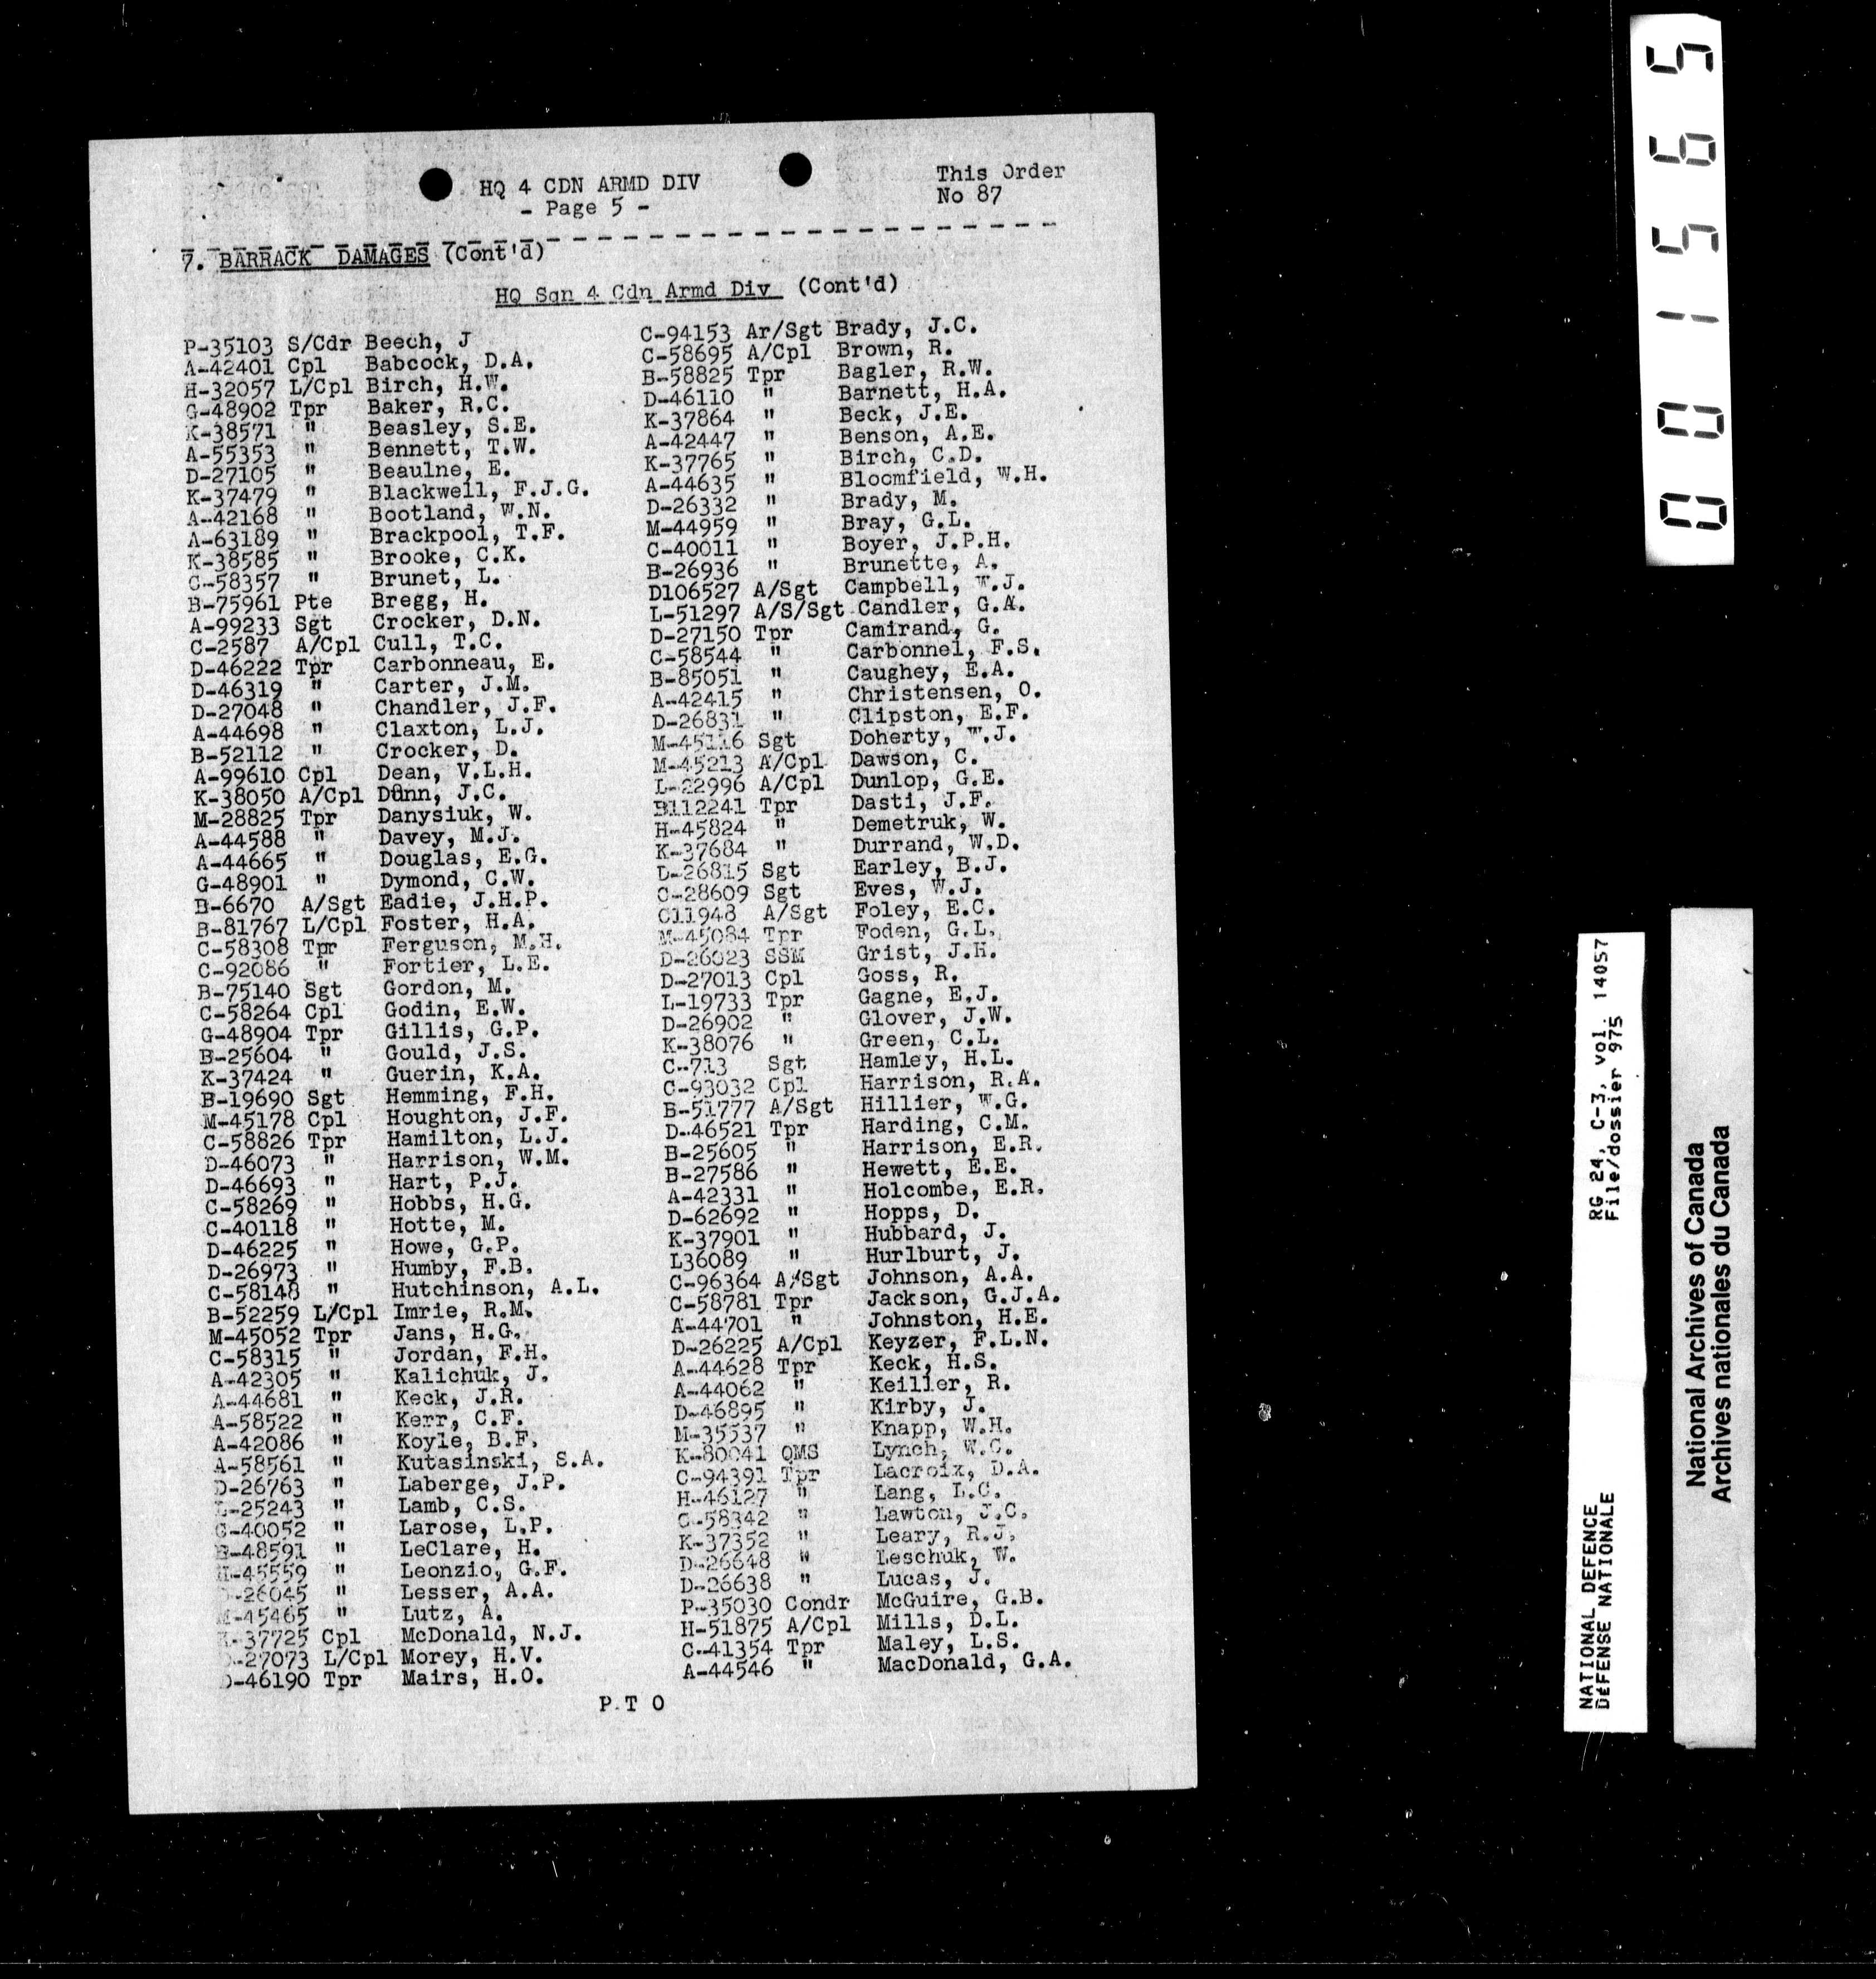 HQ 4 CDN ARMD DIV
- Page 5 -
This Order
No 87
7. BARRACK DAMAGES (Cont'd)
HQ Sqn 4 Cdn Armd Div (Cont'd)
P-35103 S/Cdr Beech, J
A-42401 Cpl Babcock, D.A.
H-32057 L/Cpl Birch, H.W.
G-48902 Tpr Baker, R.C.
K-38571 " Beasley, S.E.
A-55353 " Bennett, T.W.
D-27105 " Beaulne, E.
K-37479 " Blackwell, F.J.G.
A-42168 " Bootland, W.N.
A-63189 " Brackpool, T.F.
K-38585 " Brooke, C.K.
C-58357 " Brunet, L.
B-75961 Pte Bregg, H.
A-99233 Sgt Crocker, D.N.
C-2587 A/Cpl Cull, T.C.
D-46222 Tpr Carbonneau, E.
D-46319 " Carter, J.M.
D-27048 " Chandler, J.F.
A-44698 " Claxton, L.J.
B-52112 " Crocker, D.
A-99610 Cpl Dean, V.L.H.
K-38050 A/Cpl Dunn, J.C.
M-28825 Tpr Danysiuk, W.
A-44588 " Davey, M.J.
A-44665 " Douglas, E.G.
G-48901 " Dymond, C.W.
B-6670 A/Sgt Eadie, J.H.P.
B-81767 L/Cpl Foster, H.A.
C-58308 Tpr Ferguson, M.H.
C-92086 " Fortier, L.E.
B-75140 Sgt Gordon, M.
C-58264 Cpl Godin, E.W.
G-48904 Tpr Gillis, G.P.
B-25604 " Gould, J.S.
K-37424 " Guerin, K.A.
B-19690 Sgt Hemming, F.H.
M-45178 Cpl Houghton, J.F.
C-58826 Tpr Hamilton, L.J.
D-46073 " Harrison, W.M.
D-46693 " Hart, P.J.
C-58269 " Hobbs, H.G.
C-40118 " Hotte, M.
D-46225 " Howe, G.P.
D-26973 " Humby, F.B.
C-58148 " Hutchinson, A.L.
B-52259 L/Cpl Imrie, R.M.
M-45052 Tpr Jans, H.G.
C-58315 " Jordan, F.H.
A-42305 " Kalichuk, J.
A-44681 " Keck, J.R.
A-58522 " Kerr, C.F.
A-42086 " Koyle, B.F.
A-58561 " Kutasinski, S.A.
D-26763 " Laberge, J.P.
-25243 " Lamb, C.S.
C-40052 " Larose, L.P.
B-48591 " LeClare, H.
H-45559 " Leonzio, G.F.
-26045 " Lesser, A.A.
M-45465 " Lutz, A.
-37725 Cpl McDonald, N.J.
-27073 L/Cpl Morey, H.V.
D-46190 Tpr Mairs, H.O.
C-94153 Ar/Sgt Brady, J.C.
C-58695 A/Cpl Brown, R.
B-58825 Tpr Bagler, R.W.
D-46110 " Barnett, H.A.
K-37864 " Beck, J.E.
A-42447 " Benson, A.E.
K-37765 " Birch, C.D.
A-44635 " Bloomfield, W.H.
D-26332 " Brady, M.
M-44959 " Bray, G.L.
C-40011 " Boyer, J.P.H.
B-26936 " Brunette, A.
D106527 A/Sgt Campbell, W.J.
L-51297 A/S/Sgt Candler, G.A.
D-27150 Tpr Camirand, G.
C-58544 " Carbonnel, F.S.
B-85051 " Caughey, E.A.
A-42415 " Christensen, O.
D-26831 " Clipston, E.F.
M-45116 Sgt Doherty, W.J.
M-45213 A/Cpl Dawson, C.
L-22996 A/Cpl Dunlop, G.E.
B112241 Tpr Dasti, J.F.
H-45824 " Demetruk, W.
K-37684 " Durrand, W.D.
D-26815 Sgt Earley, B.J.
C-28609 Sgt Eves, W.J.
C11948 A/Sgt Foley, E.C.
M-45084 Tpr Foden, G.L.
D-26023 SSM Grist, J.H.
D-27013 Cpl Goss, R.
L-19733 Tpr Gagne, E.J.
D-26902 " Glover, J.W.
K-38076 " Green, C.L.
C-713 Sgt Hamley, H.L.
C-93032 Cpl Harrison, R.A.
B-51777 A/Sgt Hillier, W.G.
D-46521 Tpr Harding, C.M.
B-25605 " Harrison, E.R.
B-27586 " Hewett, E.E.
A-42331 " Holcombe, E.R.
D-62692 " Hopps, D.
K-37901 " Hubbard, J.
L36089 " Hurlburt, J.
C-96364 A/Sgt Johnson, A.A.
C-58781 Tpr Jackson, G.J.A.
A-44701 " Johnston, H.E.
D-26225 A/Cpl Keyzer, F.L.N.
A-44628 Tpr Keck, H.S.
A-44062 " Keiller, R.
D-46895 " Kirby, J.
M-35537 " Knapp, W.H.
K-80041 QMS Lynch, W.C.
C-94391 Tpr Lacroix, D.A.
H-46127 " Lang, L.C.
C-58342 " Lawton, J.C.
K-37352 " Leary, R.J.
D-26648 " Leschuk, W.
D-26638 " Lucas, J.
P-35030 Condr McGuire, G.B.
H-51875 A/Cpl Mills, D.L.
C-41354 Tpr Maley, L.S.
A-44546 " MacDonald, G.A.
P.T O
001565
NATIONAL DEFENCE RG 24, C-3, vol. 14057
DÉFENSE NATIONALE File/dossier 975
National Archives of Canada
Archives nationales du Canada